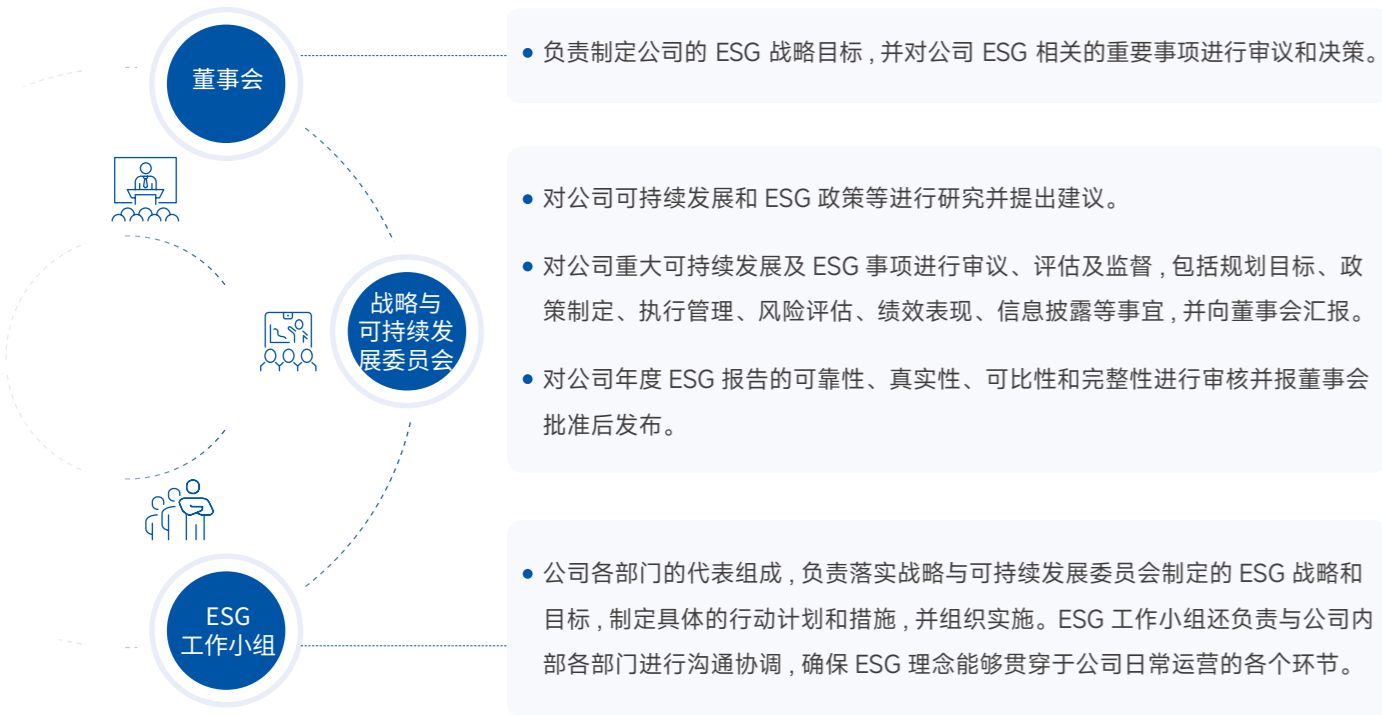 董事会
负责制定公司的 ESG 战略目标 , 并对公司 ESG 相关的重要事项进行审议和决策。
战略与
可持续发
展委员会
对公司可持续发展和 ESG 政策等进行研究并提出建议。
对公司重大可持续发展及 ESG 事项进行审议、评估及监督 , 包括规划目标、政
策制定、执行管理、风险评估、绩效表现、信息披露等事宜 , 并向董事会汇报。
对公司年度 ESG 报告的可靠性、真实性、可比性和完整性进行审核并报董事会
批准后发布。
ESG
工作小组
公司各部门的代表组成 , 负责落实战略与可持续发展委员会制定的 ESG 战略和
目标 , 制定具体的行动计划和措施 , 并组织实施。ESG 工作小组还负责与公司内
部各部门进行沟通协调 , 确保 ESG 理念能够贯穿于公司日常运营的各个环节。